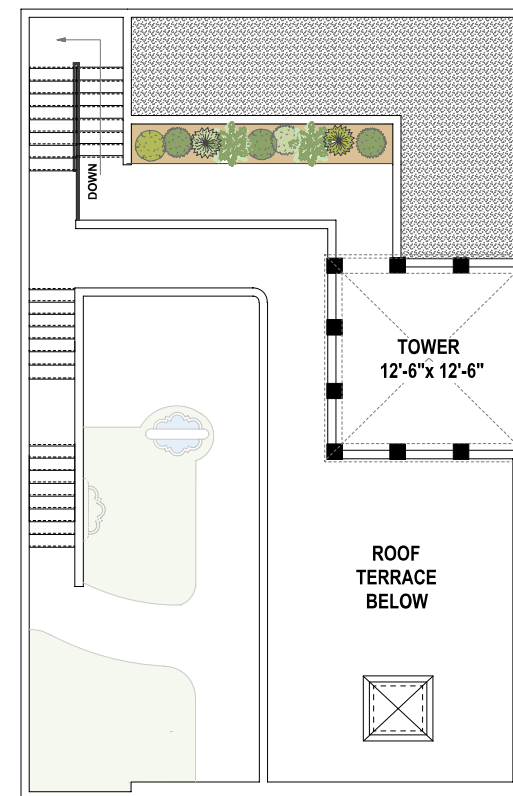 DOWN
TOWER
12'-6"x 12'-6"
ROOF
TERRACE
BELOW